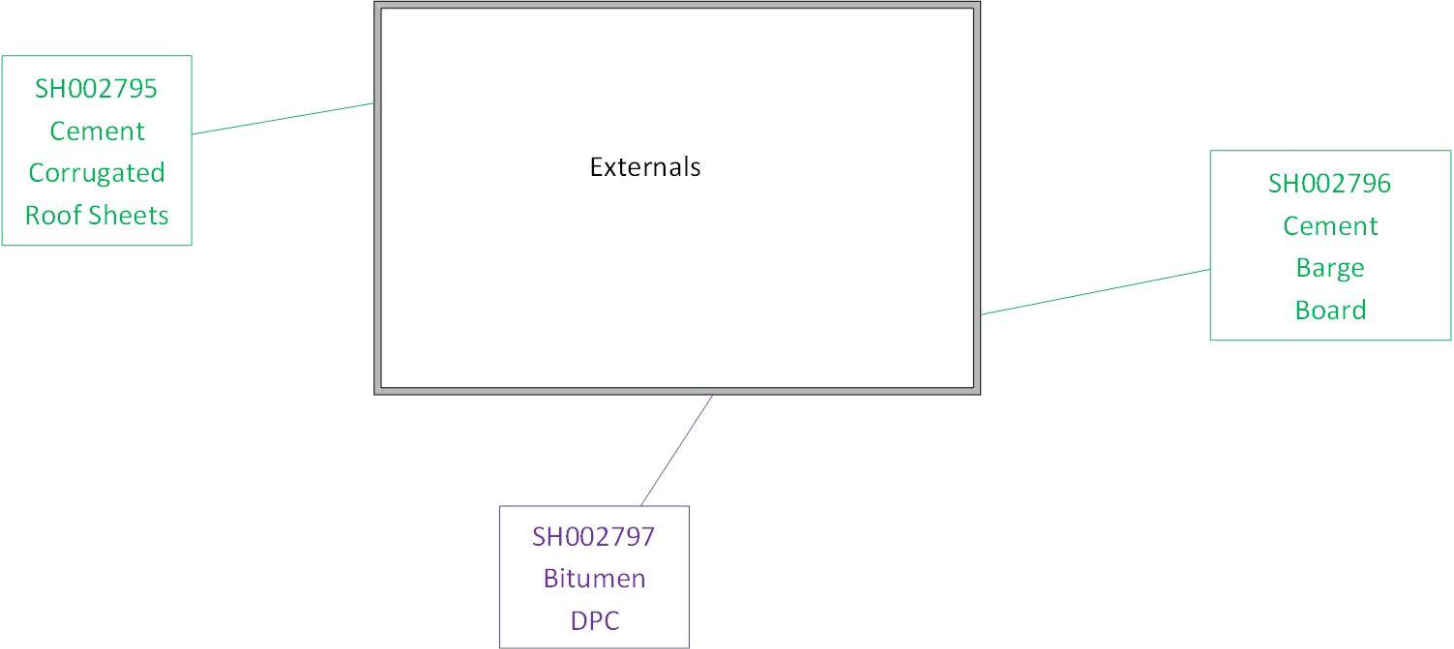 SH002795
Cement
Corrugated
Roof Sheets
Externals
SH002796
Cement
Barge
Board
SH002797
Bitumen
DPC